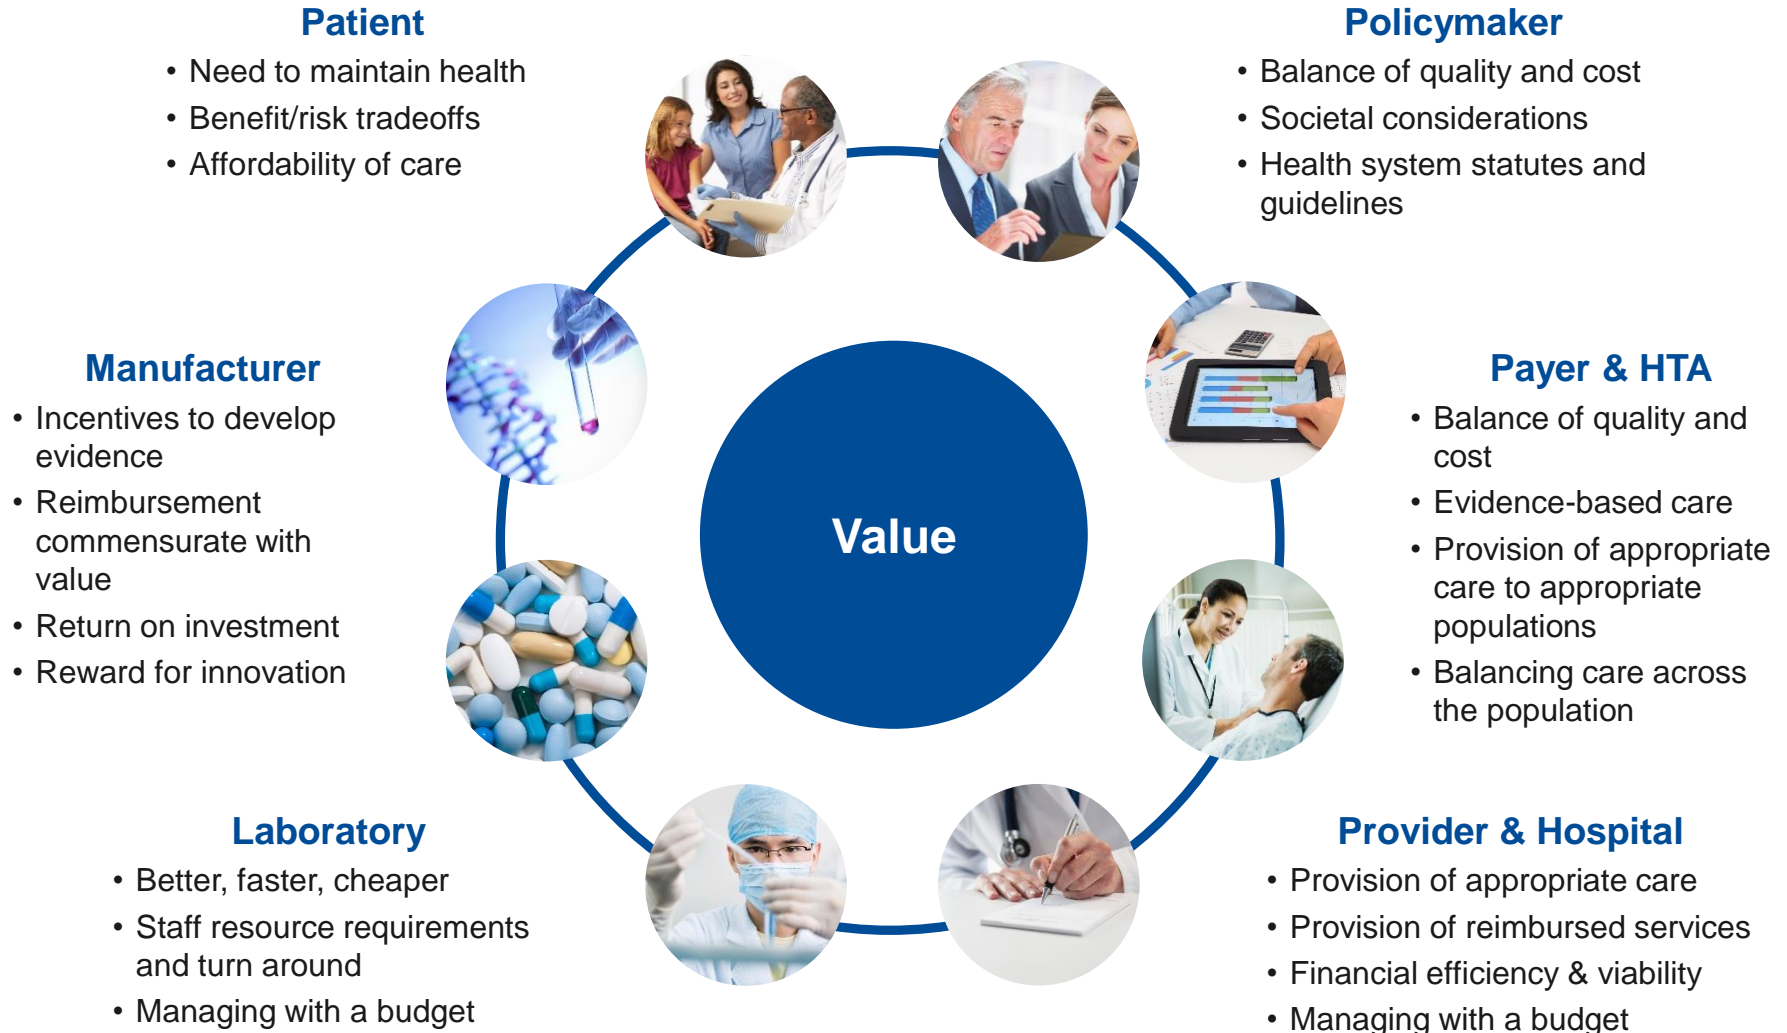 Patient
• Need to maintain health
• Benefit/risk tradeoffs
• Affordability of care
Policymaker
• Balance of quality and cost
• Societal considerations
• Health system statutes and
guidelines
Manufacturer
• Incentives to develop
evidence
• Reimbursement
commensurate with
value
• Return on investment
• Reward for innovation
Value
Payer & HTA
• Balance of quality and
cost
• Evidence-based care
• Provision of appropriate
care to appropriate
populations
• Balancing care across
the population
Laboratory
• Better, faster, cheaper
• Staff resource requirements
and turn around
• Managing with a budget
Provider & Hospital
• Provision of appropriate care
• Provision of reimbursed services
• Financial efficiency & viability
• Managing with a budget